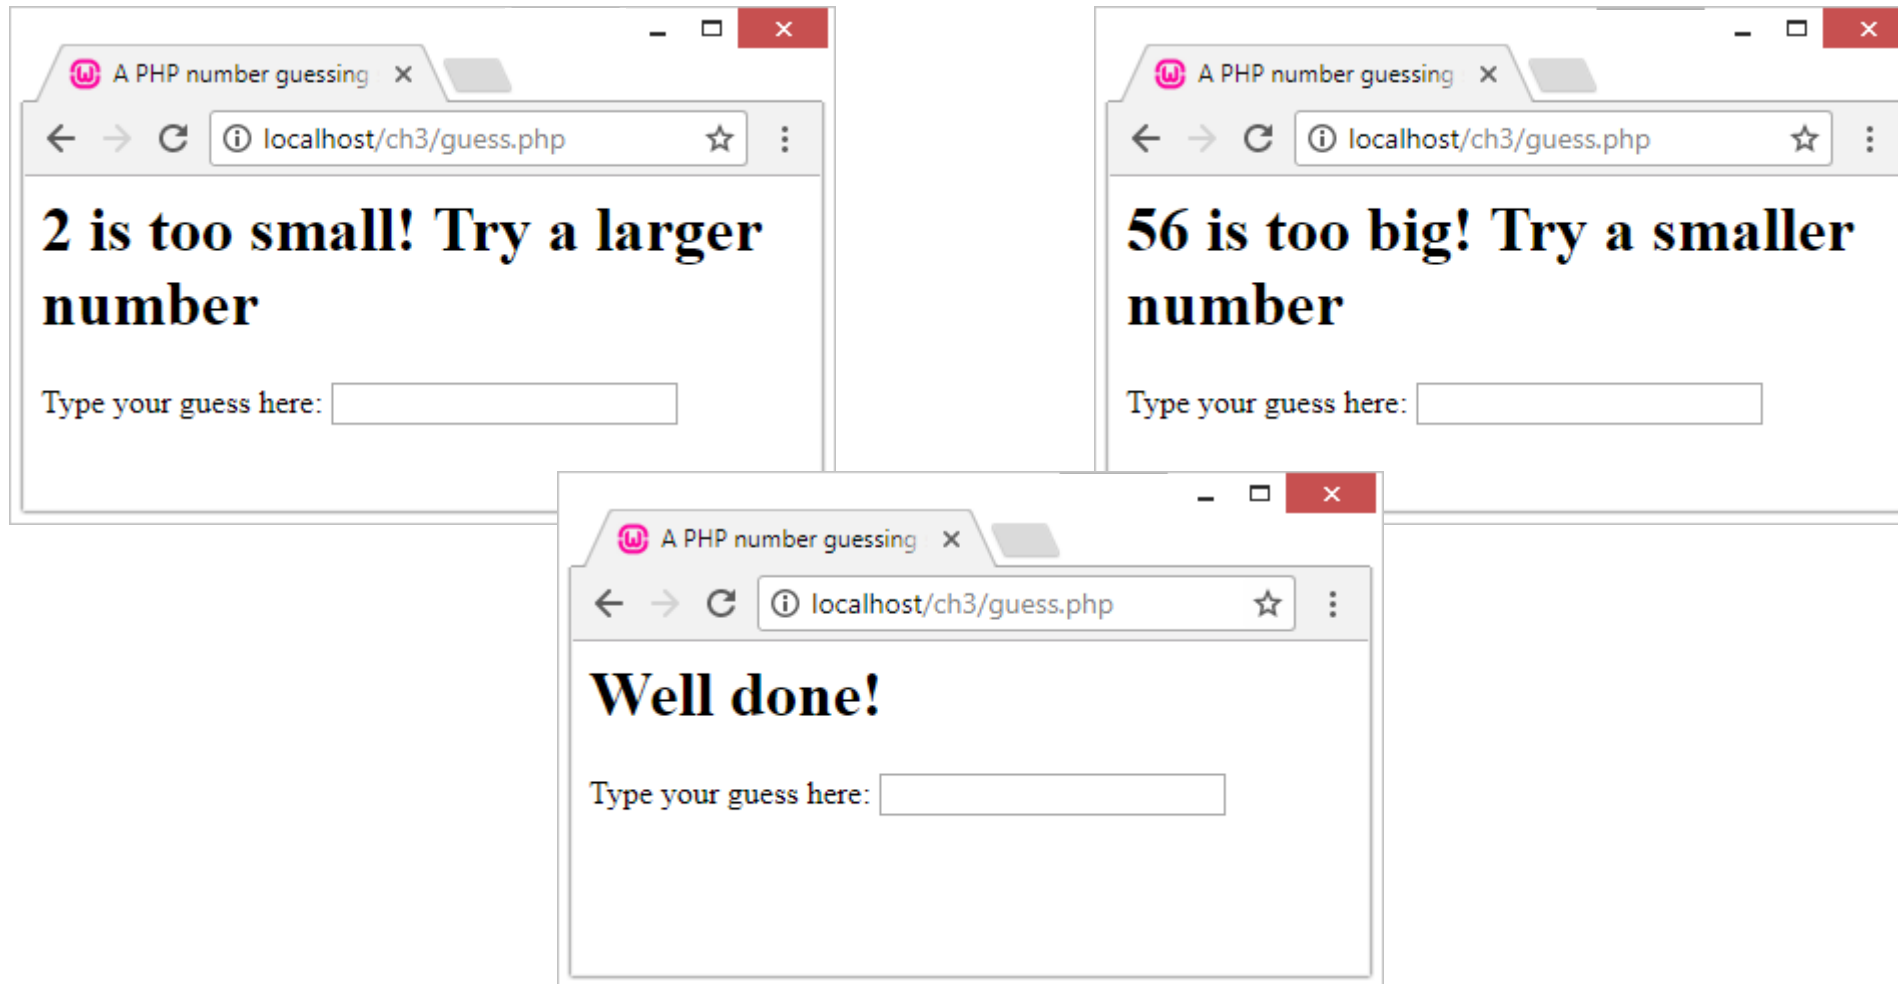 A PHP number guessing
localhost/ch3/guess.php
2 is too small! Try a larger
number
Type your guess here:
A PHP number guessing
localhost/ch3/guess.php
56 is too big! Try a smaller
number
Type your guess here:
A PHP number guessing
localhost/ch3/guess.php
Well done!
Type your guess here: